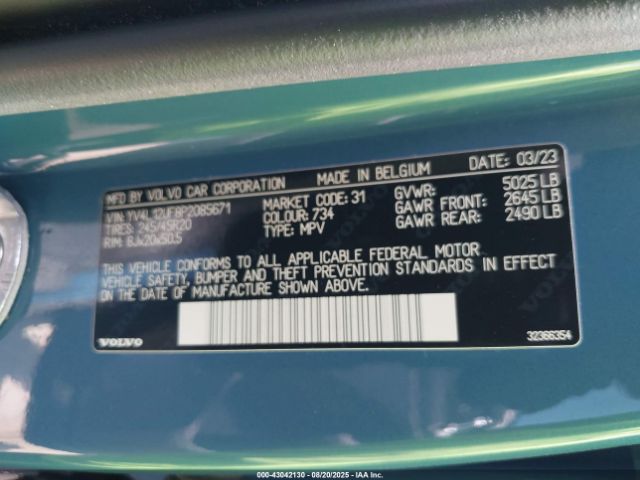 MFD BY VOLVO CAR CORPORATION MADE IN BELGIUM DATE: 03/23
VIN: YV4L12UF8P2085671 MARKET CODE: 31 GVWR: 5025 LB
TIRES: 245/45R20 COLOUR: 734 GAWR FRONT: 2645 LB
RIM: 8Jx20x50.5 TYPE: MPV GAWR REAR: 2490 LB
THIS VEHICLE CONFORMS TO ALL APPLICABLE FEDERAL MOTOR
VEHICLE SAFETY, BUMPER AND THEFT PREVENTION STANDARDS IN EFFECT
ON THE DATE OF MANUFACTURE SHOWN ABOVE.
VOLVO 32366354
000-43042130 - 08/20/2025 - IAA Inc.